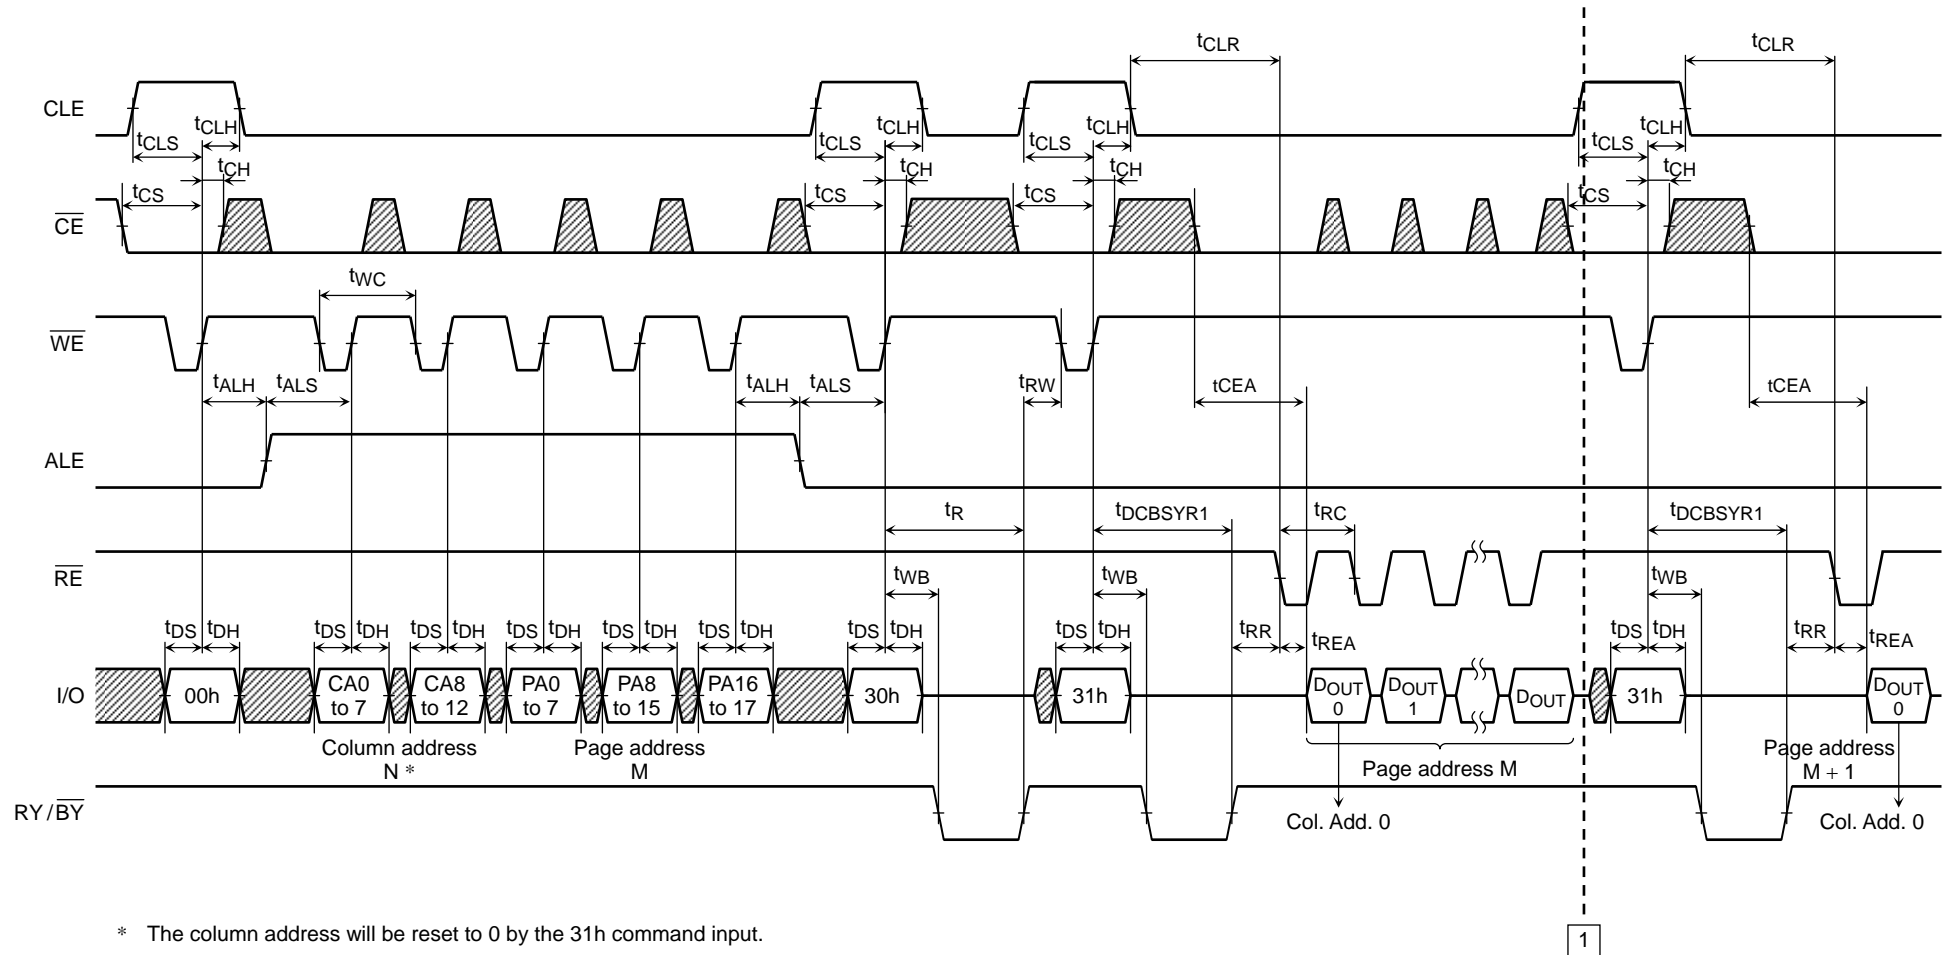 tCLR tCLR
CLE
tCLS tCLH tCLS tCLH tCLS tCLH tCLS tCLH
tCH tCH tCH tCH
tCS tCS tCS tCS
CE
tWC
WE
tALH tALS tALH tALS tRW tCEA tCEA
ALE
tR tDCBSYR1 tRC tDCBSYR1
RE
tWB tWB tWB
tDS tDH tDS tDH tDS tDH tDS tDH tDS tDH tDS tDH tDS tDH tDS tDH tRR tREA tDS tDH tRR tREA
I/O
00h
CA0 to 7
CA8 to 12
PA0 to 7
PA8 to 15
PA16 to 17
30h
31h
DOUT 0
DOUT 1
DOUT
31h
DOUT 0
Column address
N *
Page address
M
Page address M
Page address
M + 1
RY/BY
Col. Add. 0
Col. Add. 0
* The column address will be reset to 0 by the 31h command input.
1